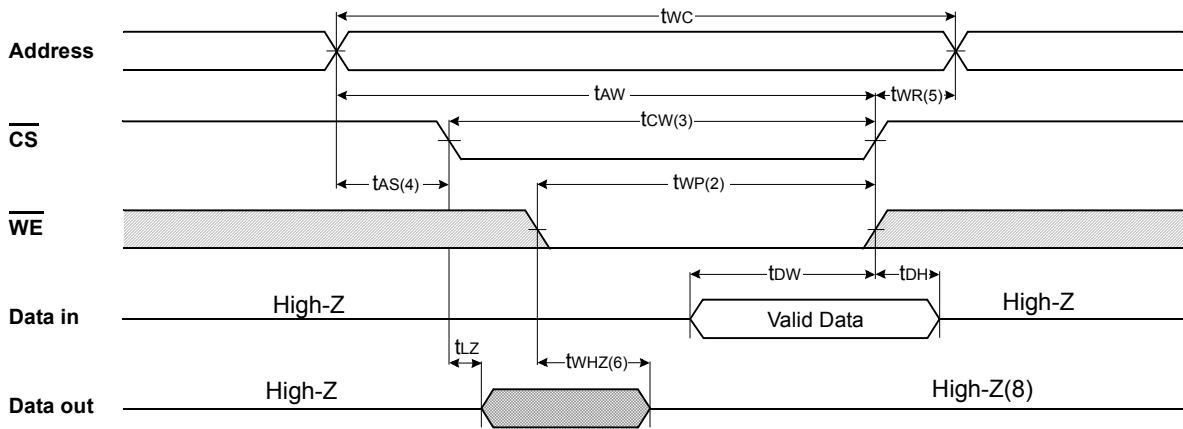 tWC
Address
tAW
tWR(5)
tCW(3)
CS
tAS(4)
tWP(2)
WE
tDW
tDH
High-Z
High-Z
Data in
Valid Data
tLZ
tWHZ(6)
High-Z
High-Z(8)
Data out